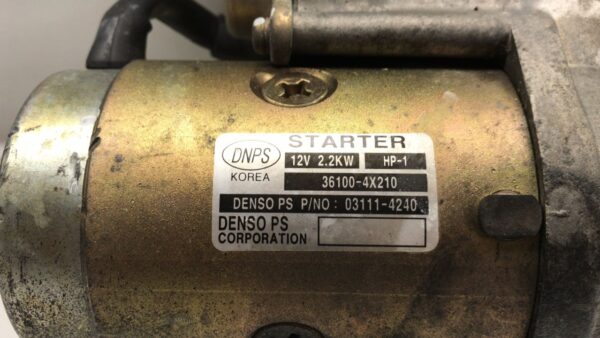 DNPS
KOREA
STARTER
12V 2.2KW HP-1
36100-4X210
DENSO PS P/NO: 03111-4240
DENSO PS
CORPORATION